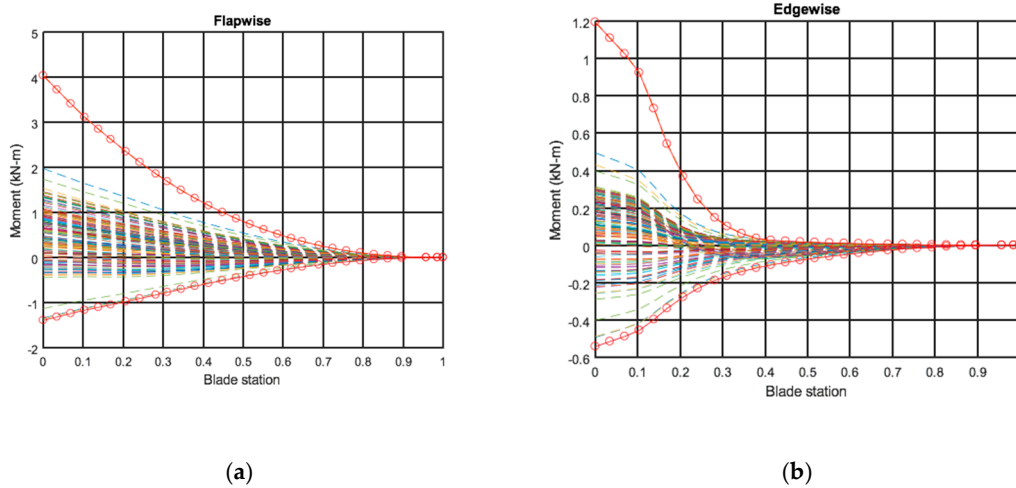 Flapwise
5
4
3
2
1
0
-1
-2
Moment (kN-m)
0 0.1 0.2 0.3 0.4 0.5 0.6 0.7 0.8 0.9 1
Blade station
(a)
Edgewise
1.2
1
0.8
0.6
0.4
0.2
0
-0.2
-0.4
-0.6
Moment (kN-m)
0 0.1 0.2 0.3 0.4 0.5 0.6 0.7 0.8 0.9
Blade station
(b)